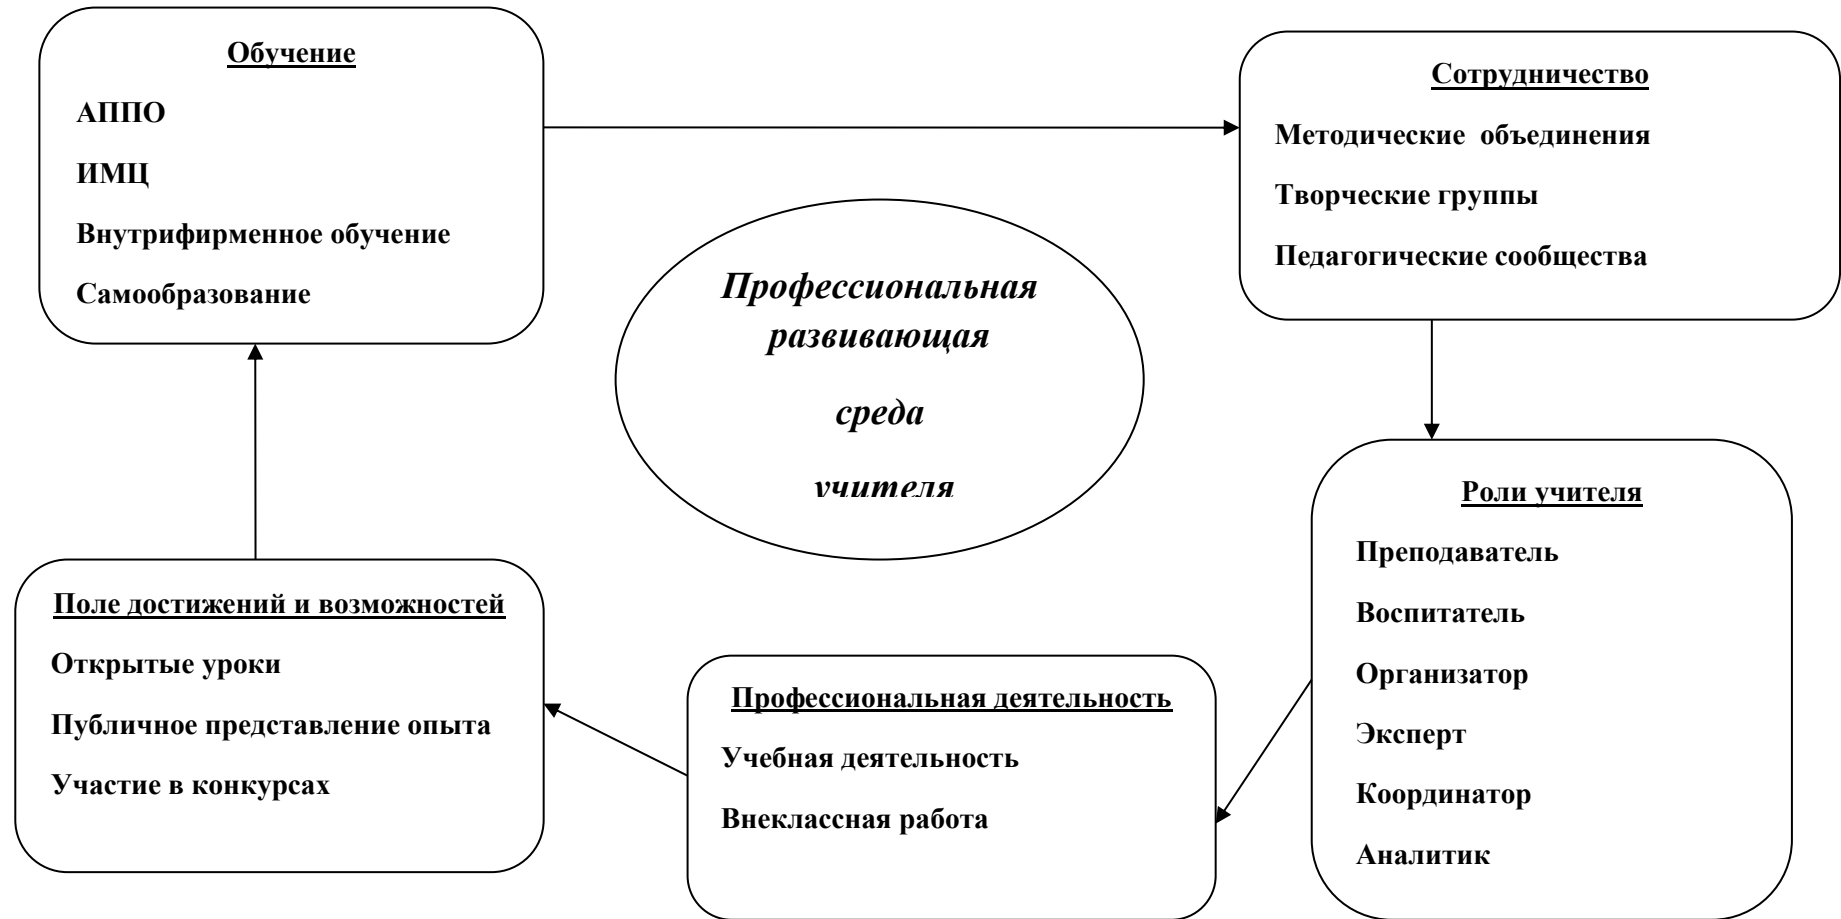 Обучение
АППО
ИМЦ
Внутрифирменное обучение
Самообразование
Сотрудничество
Методические объединения
Творческие группы
Педагогические сообщества
Профессиональная
развивающая
среда
учителя
Роли учителя
Преподаватель
Воспитатель
Организатор
Эксперт
Координатор
Аналитик
Профессиональная деятельность
Учебная деятельность
Внеклассная работа
Поле достижений и возможностей
Открытые уроки
Публичное представление опыта
Участие в конкурсах